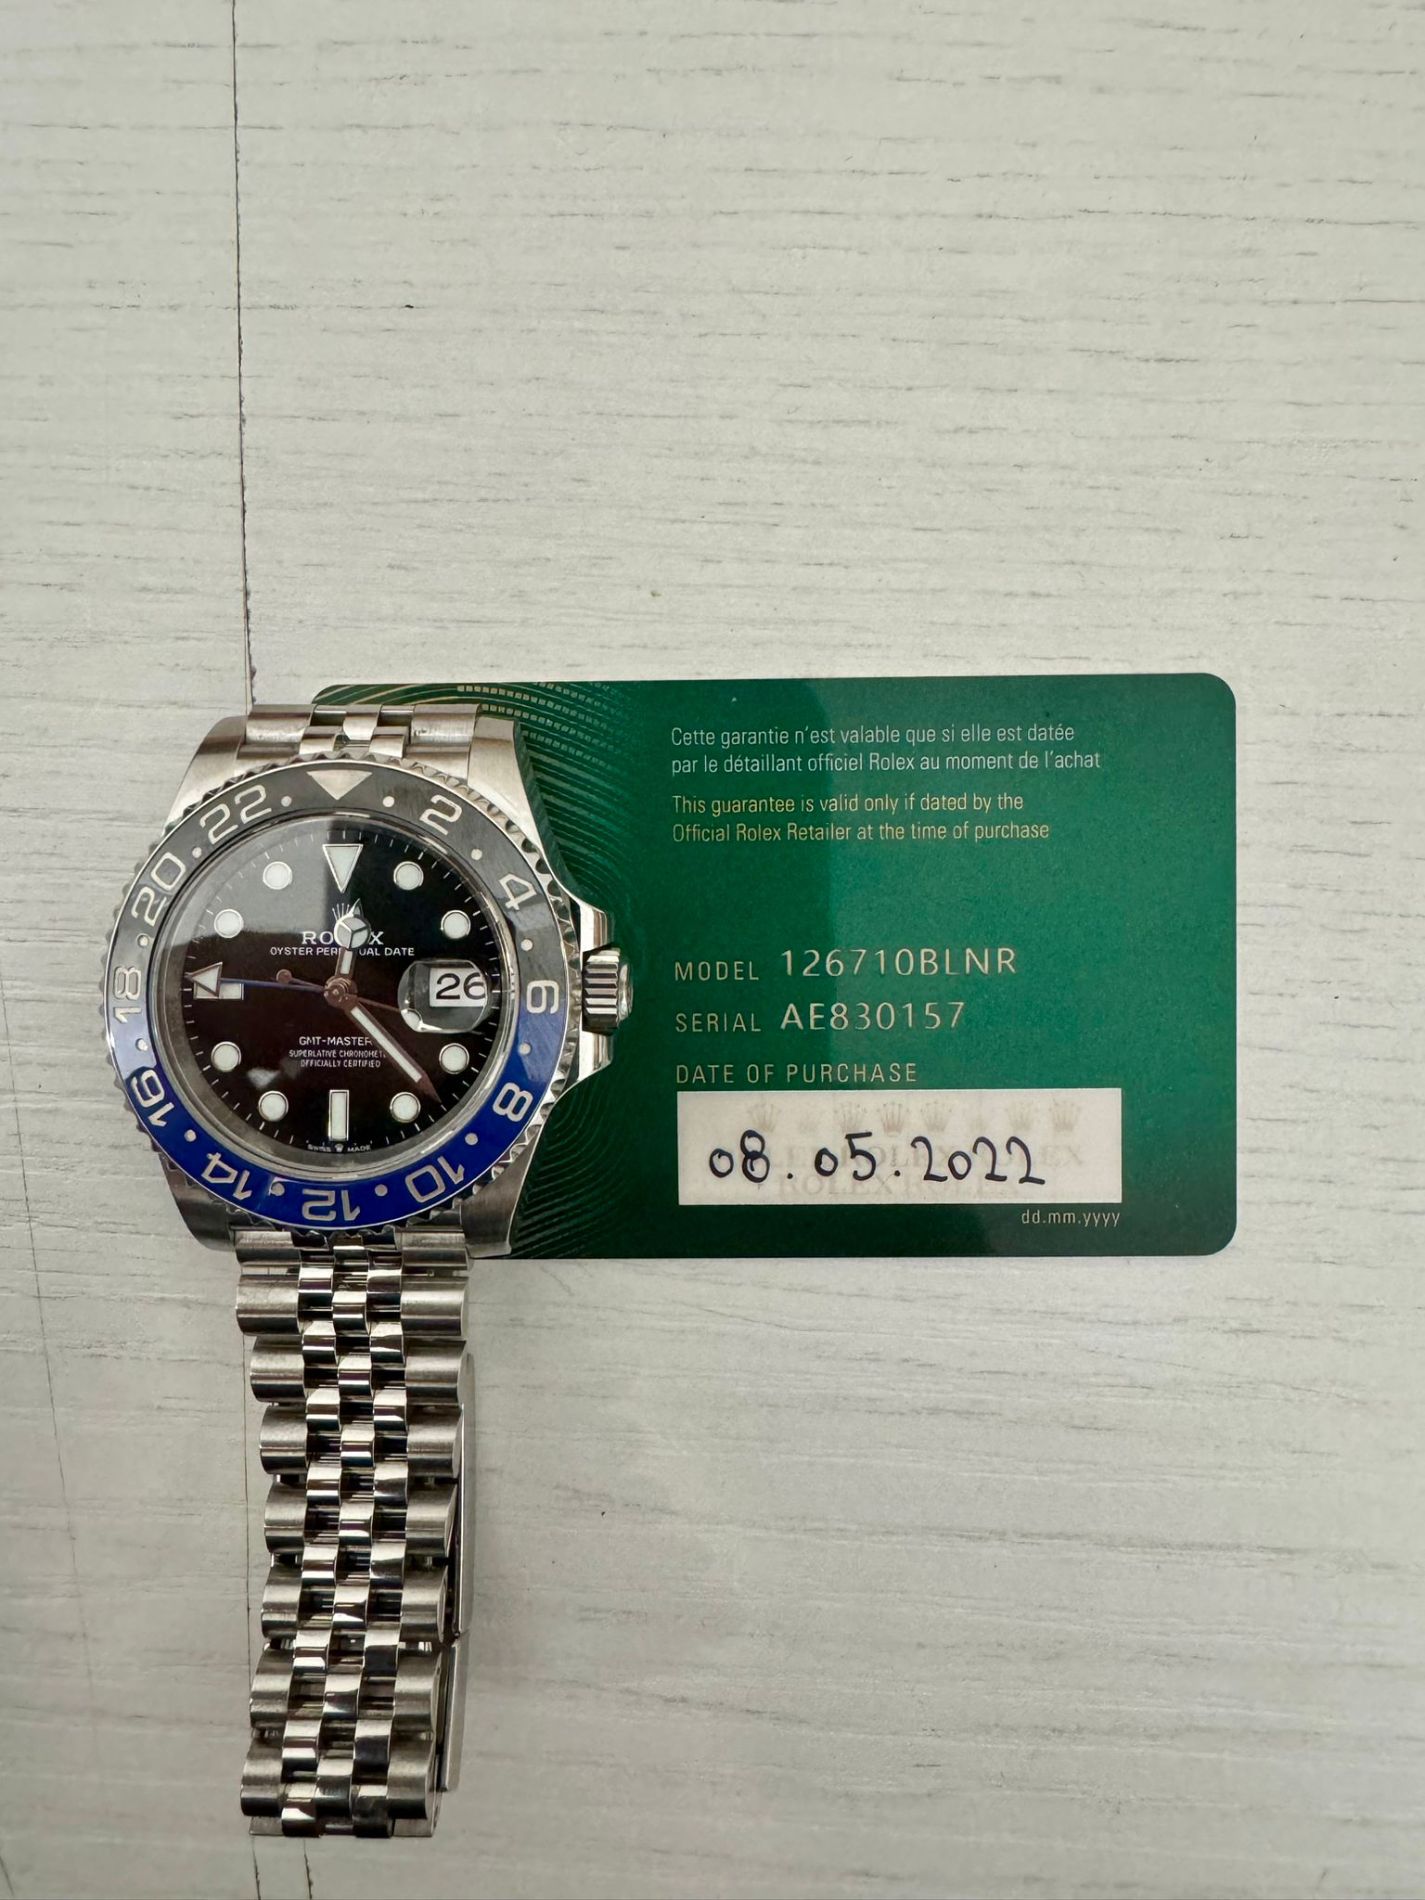 22
2
20
4
18
6
16
8
14
12
10
OYSTER PERPETUAL DATE
26
GMT-MASTER
SUPERLATIVE
OFFICIALLY CERTIFIED
SWISS MADE
Cette garantie n'est valable que si elle est datée
par le détaillant officiel Rolex au moment de l'achat
This guarantee is valid only if dated by the
Official Rolex Retailer at the time of purchase
MODEL 126710BLNR
SERIAL AE830157
DATE OF PURCHASE
08.05.2022
dd.mm.yyyy